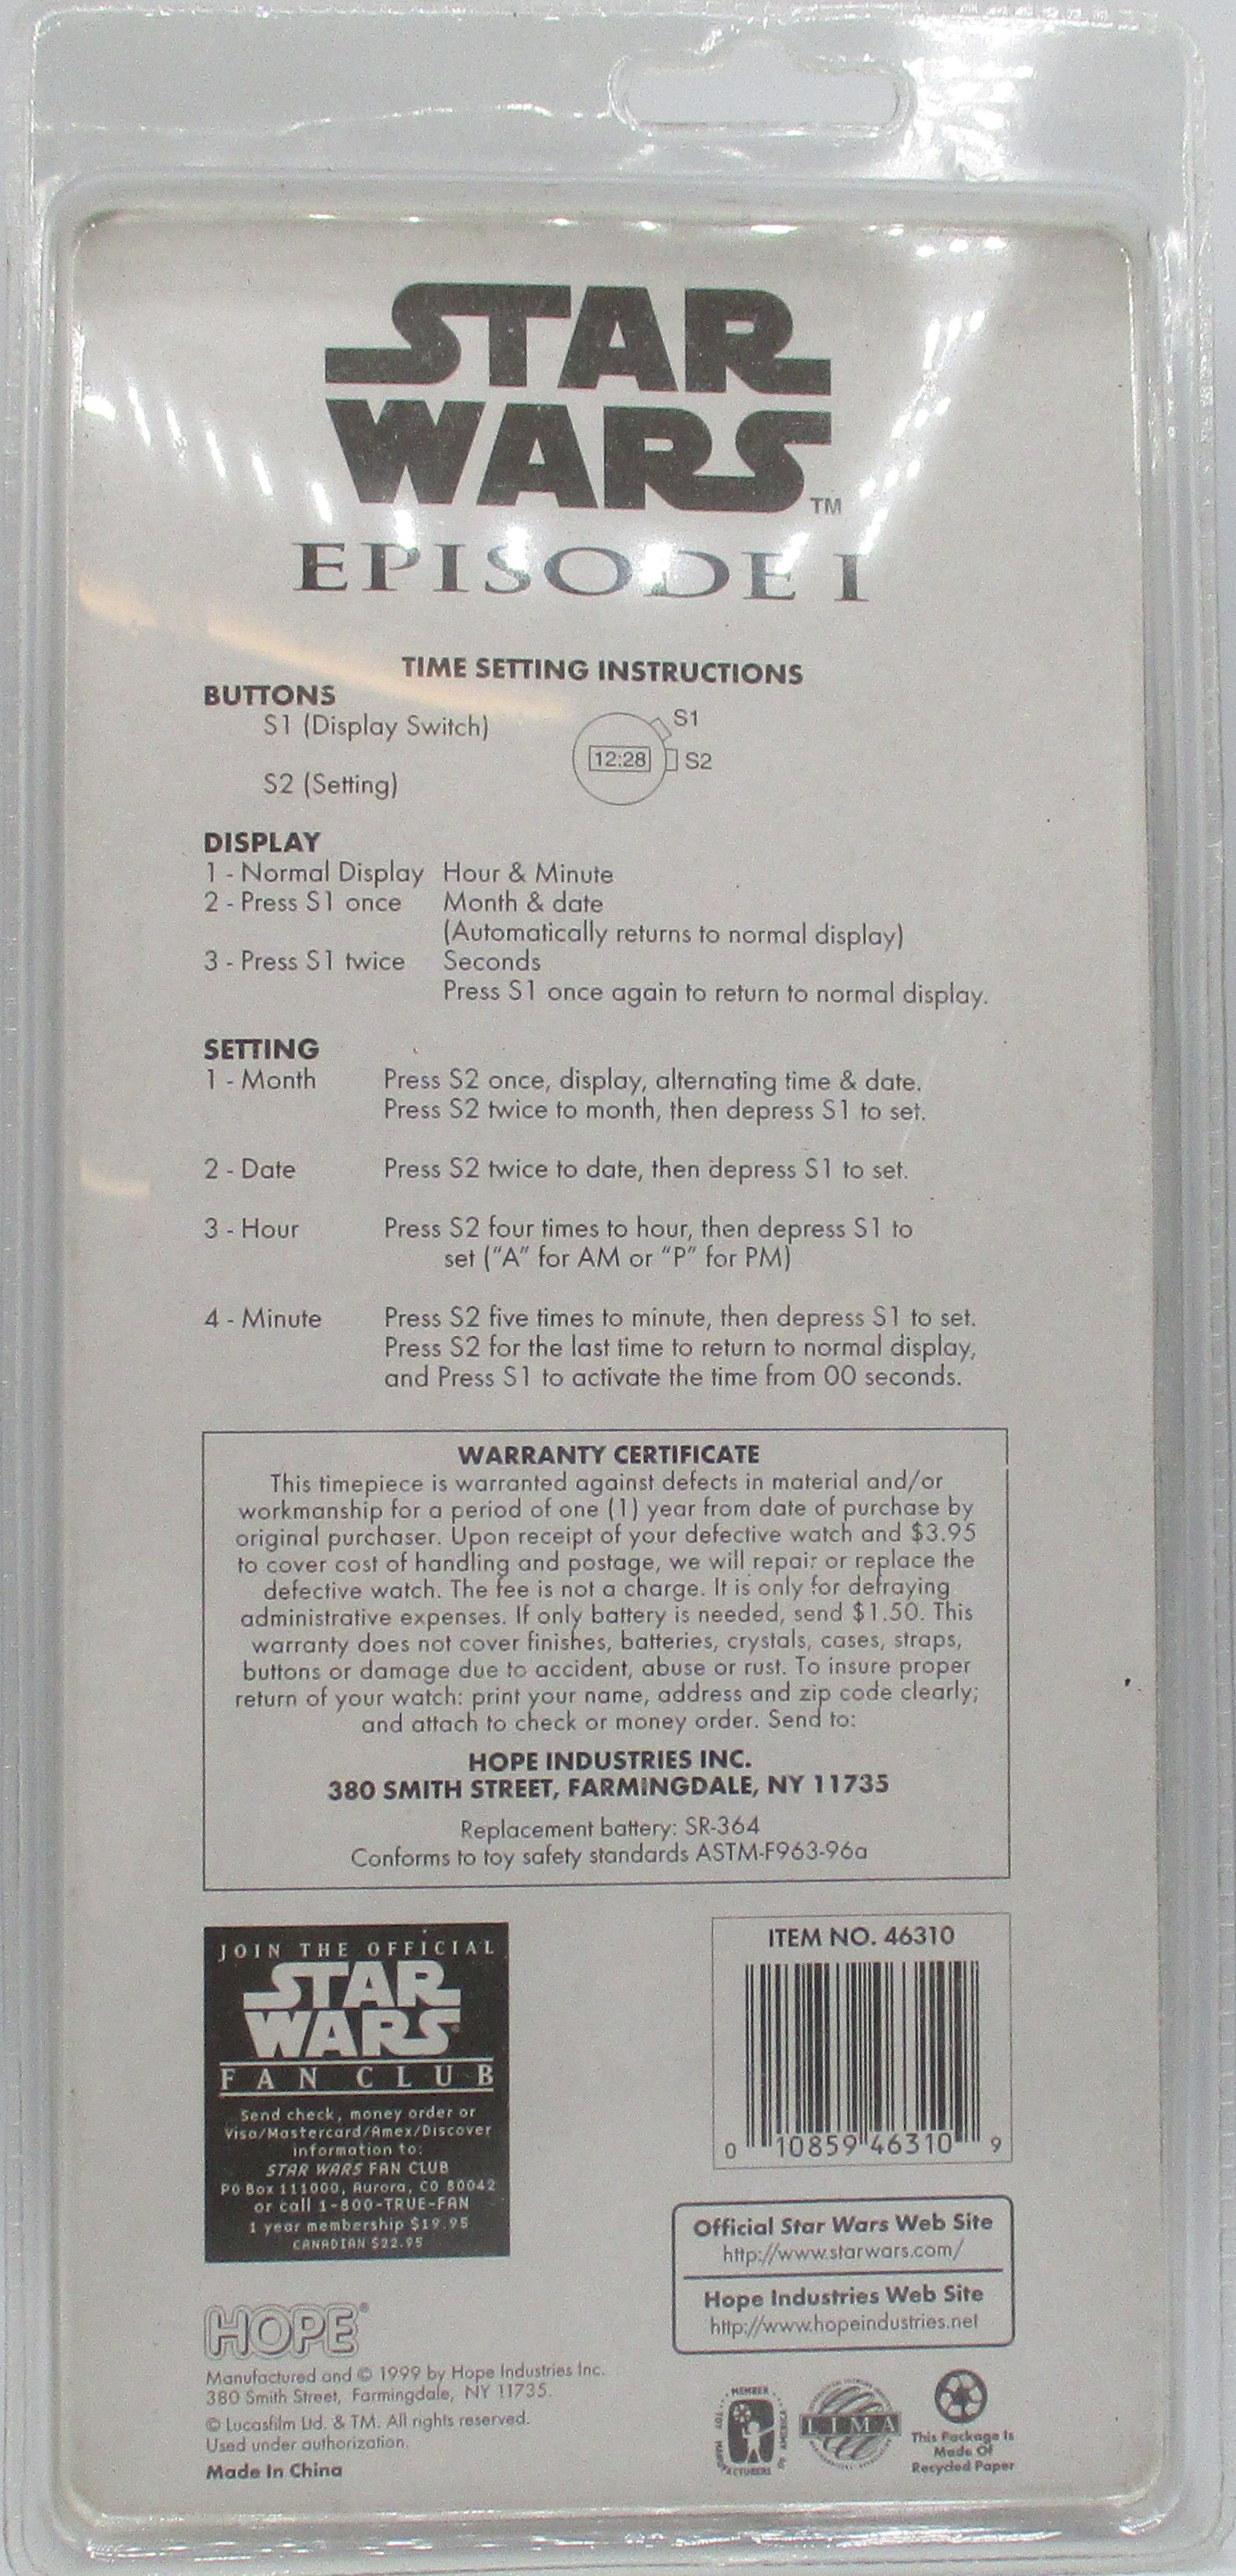 STAR
WARS
TM
EPISODE I
TIME SETTING INSTRUCTIONS
BUTTONS
S1 (Display Switch)
S1
12:28
S2
S2 (Setting)
DISPLAY
1 - Normal Display Hour & Minute
2 - Press S1 once Month & date
(Automatically returns to normal display)
3 - Press S1 twice Seconds
Press S1 once again to return to normal display.
SETTING
1 - Month Press S2 once, display, alternating time & date.
Press S2 twice to month, then depress S1 to set.
2 - Date Press S2 twice to date, then depress S1 to set.
3 - Hour Press S2 four times to hour, then depress S1 to
set ("A" for AM or "P" for PM)
4 - Minute Press S2 five times to minute, then depress S1 to set.
Press S2 for the last time to return to normal display,
and Press S1 to activate the time from 00 seconds.
WARRANTY CERTIFICATE
This timepiece is warranted against defects in material and/or
workmanship for a period of one (1) year from date of purchase by
original purchaser. Upon receipt of your defective watch and $3.95
to cover cost of handling and postage, we will repair or replace the
defective watch. The fee is not a charge. It is only for defraying
administrative expenses. If only battery is needed, send $1.50. This
warranty does not cover finishes, batteries, crystals, cases, straps,
buttons or damage due to accident, abuse or rust. To insure proper
return of your watch: print your name, address and zip code clearly;
and attach to check or money order. Send to:
HOPE INDUSTRIES INC.
380 SMITH STREET, FARMINGDALE, NY 11735
Replacement battery: SR-364
Conforms to toy safety standards ASTM-F963-96a
JOIN THE OFFICIAL
STAR
WARS
FAN CLUB
Send check, money order or
Visa/Mastercard/Amex/Discover
information to:
STAR WARS FAN CLUB
PO Box 111000, Aurora, CO 80042
or call 1-800-TRUE-FAN
1 year membership $19.95
CANADIAN $22.95
ITEM NO. 46310
0 10859 46310 9
Official Star Wars Web Site
http://www.starwars.com/
Hope Industries Web Site
http://www.hopeindustries.net
HOPE®
Manufactured and © 1999 by Hope Industries Inc.
380 Smith Street, Farmingdale, NY 11735.
© Lucasfilm Ltd. & TM. All rights reserved.
Used under authorization.
Made In China
MEMBER
TOY MANUFACTURERS OF AMERICA
LIMA
This Package Is
Made Of
Recycled Paper